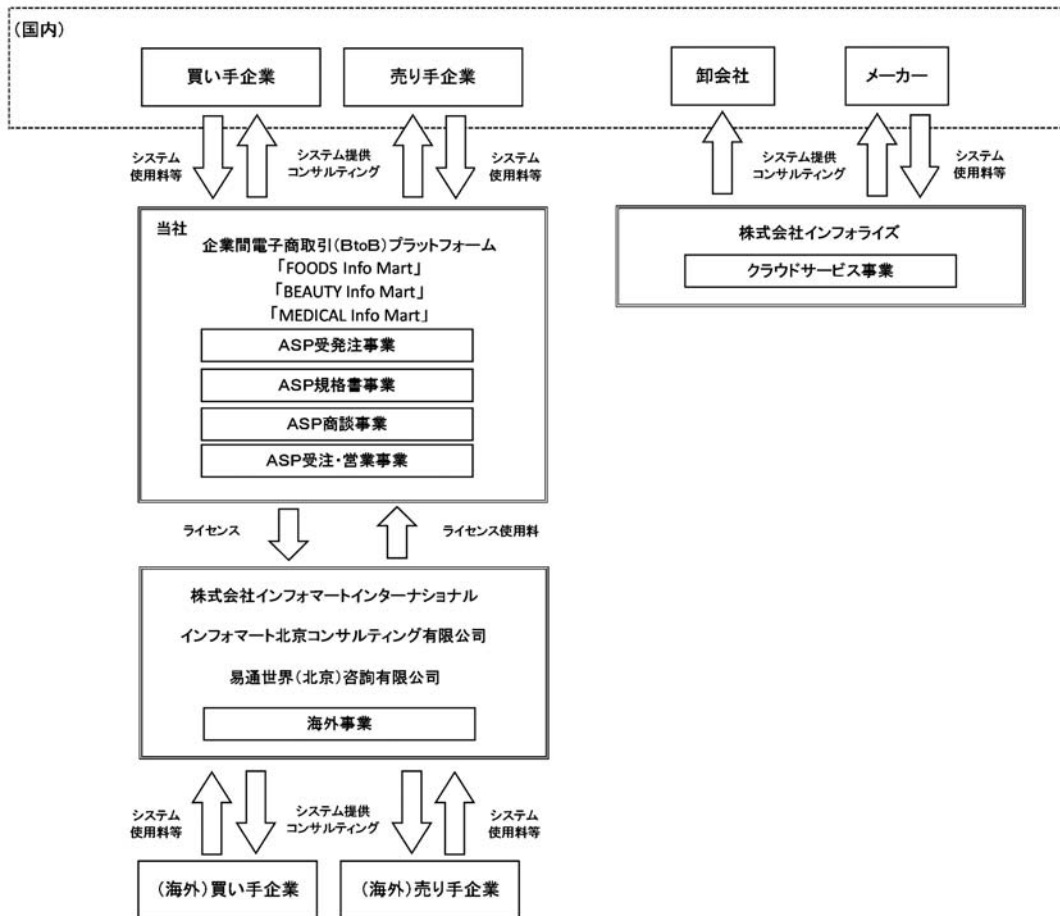 (国内)
買い手企業
売り手企業
卸会社
メーカー
システム
使用料等
システム提供
コンサルティング
システム
使用料等
システム提供
コンサルティング
システム
使用料等
当社
企業間電子商取引(BtoB)プラットフォーム
「FOODS Info Mart」
「BEAUTY Info Mart」
「MEDICAL Info Mart」
ASP受発注事業
ASP規格書事業
ASP商談事業
ASP受注・営業事業
株式会社インフォライズ
クラウドサービス事業
ライセンス
ライセンス使用料
株式会社インフォマートインターナショナル
インフォマート北京コンサルティング有限公司
易通世界(北京)咨詢有限公司
海外事業
システム
使用料等
システム提供
コンサルティング
システム
使用料等
(海外)買い手企業
(海外)売り手企業